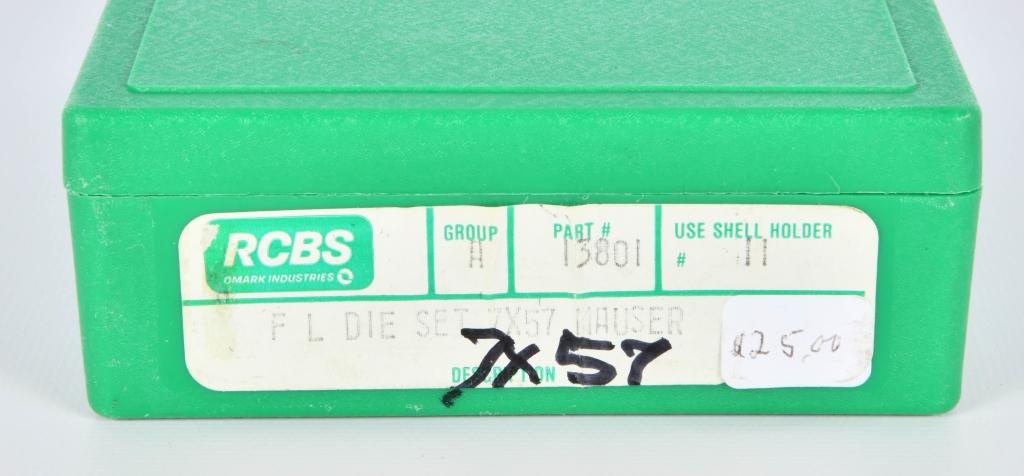 RCBS
OMARK INDUSTRIES
GROUP
A
PART #
13801
USE SHELL HOLDER
# 11
F L DIE SET 7X57 MAUSER
DESCRIPTION
7x57
25.00